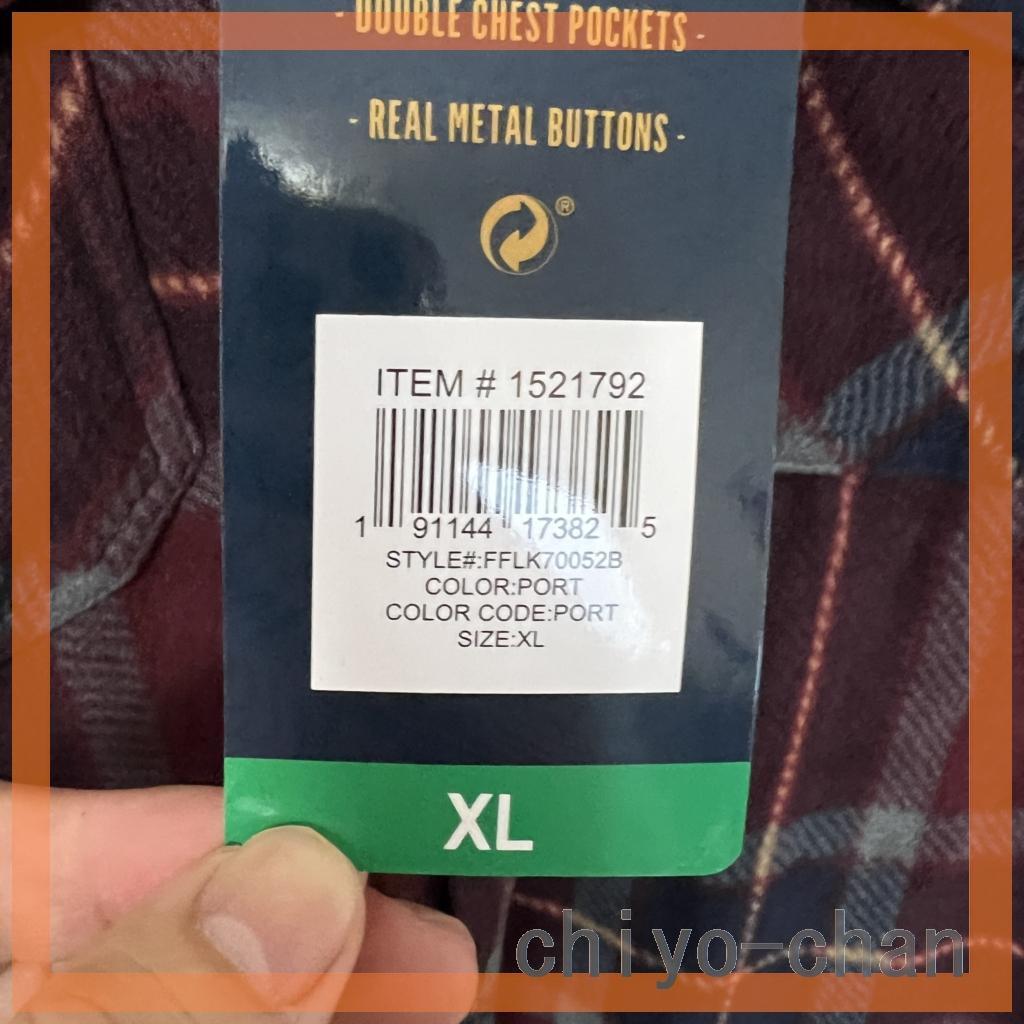 - DOUBLE CHEST POCKETS -
- REAL METAL BUTTONS -
®
ITEM # 1521792
1 91144 17382 5
STYLE#:FFLK70052B
COLOR:PORT
COLOR CODE:PORT
SIZE:XL
XL
chiyo-chan